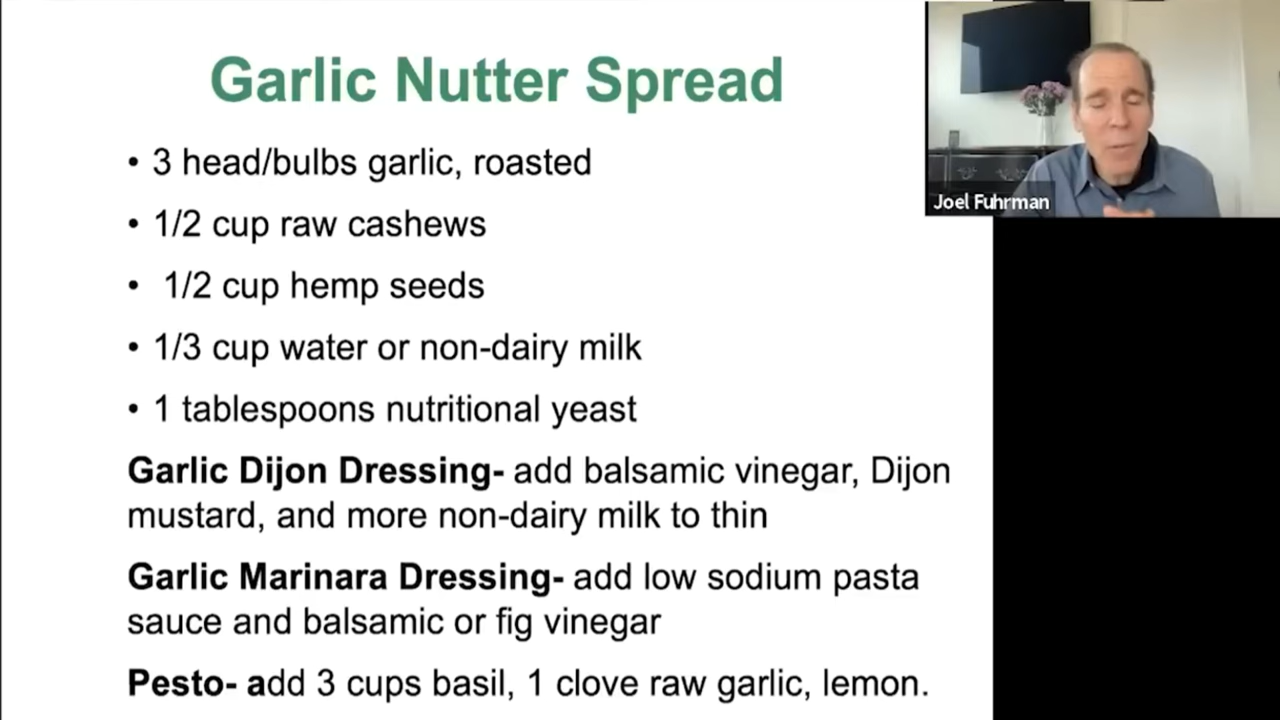 Garlic Nutter Spread
• 3 head/bulbs garlic, roasted
• 1/2 cup raw cashews
• 1/2 cup hemp seeds
• 1/3 cup water or non-dairy milk
• 1 tablespoons nutritional yeast
Garlic Dijon Dressing- add balsamic vinegar, Dijon
mustard, and more non-dairy milk to thin
Garlic Marinara Dressing- add low sodium pasta
sauce and balsamic or fig vinegar
Pesto- add 3 cups basil, 1 clove raw garlic, lemon.
Joel Fuhrman